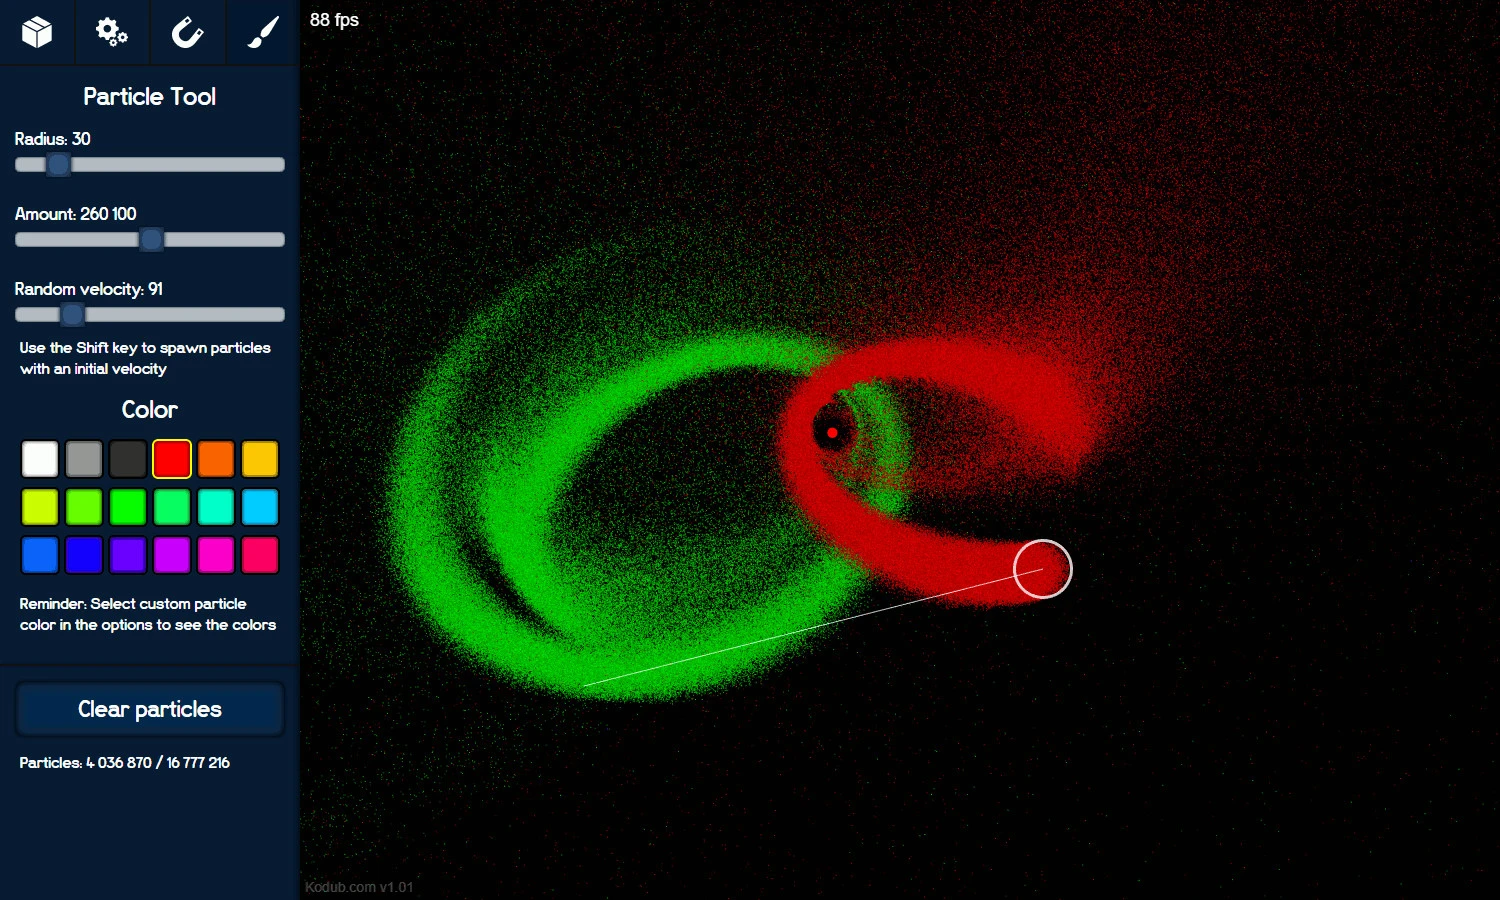 88 fps
Particle Tool
Radius: 30
Amount: 260 100
Random velocity: 91
Use the Shift key to spawn particles
with an initial velocity
Color
Reminder: Select custom particle
color in the options to see the colors
Clear particles
Particles: 4 036 870 / 16 777 216
Kodub.com v1.01